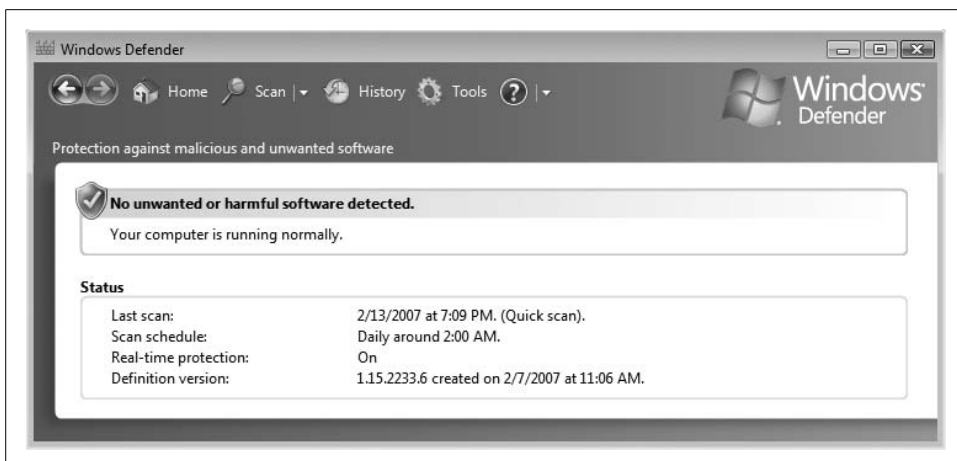 Windows Defender
Home Scan History Tools ?
Windows
Defender
Protection against malicious and unwanted software
No unwanted or harmful software detected.
Your computer is running normally.
Status
Last scan: 2/13/2007 at 7:09 PM. (Quick scan).
Scan schedule: Daily around 2:00 AM.
Real-time protection: On
Definition version: 1.15.2233.6 created on 2/7/2007 at 11:06 AM.